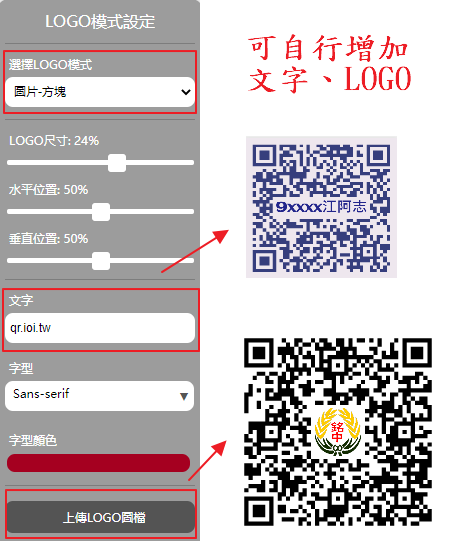 LOGO模式設定
選擇LOGO模式
圖片-方塊
LOGO尺寸: 24%
水平位置: 50%
垂直位置: 50%
文字
qr.ioi.tw
字型
Sans-serif
字型顏色
上傳LOGO圖檔
可自行增加
文字、LOGO
9xxxx江阿志
銘
中